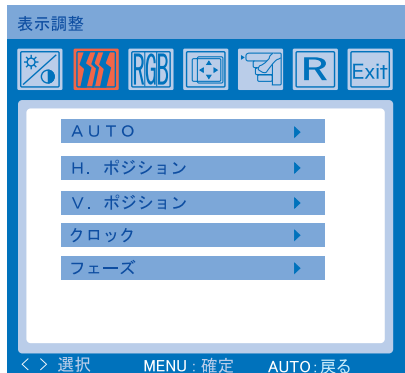 表示調整
RGB R Exit
AUTO
H. ポジション
V. ポジション
クロック
フェーズ
< > 選択 MENU : 確定 AUTO : 戻る